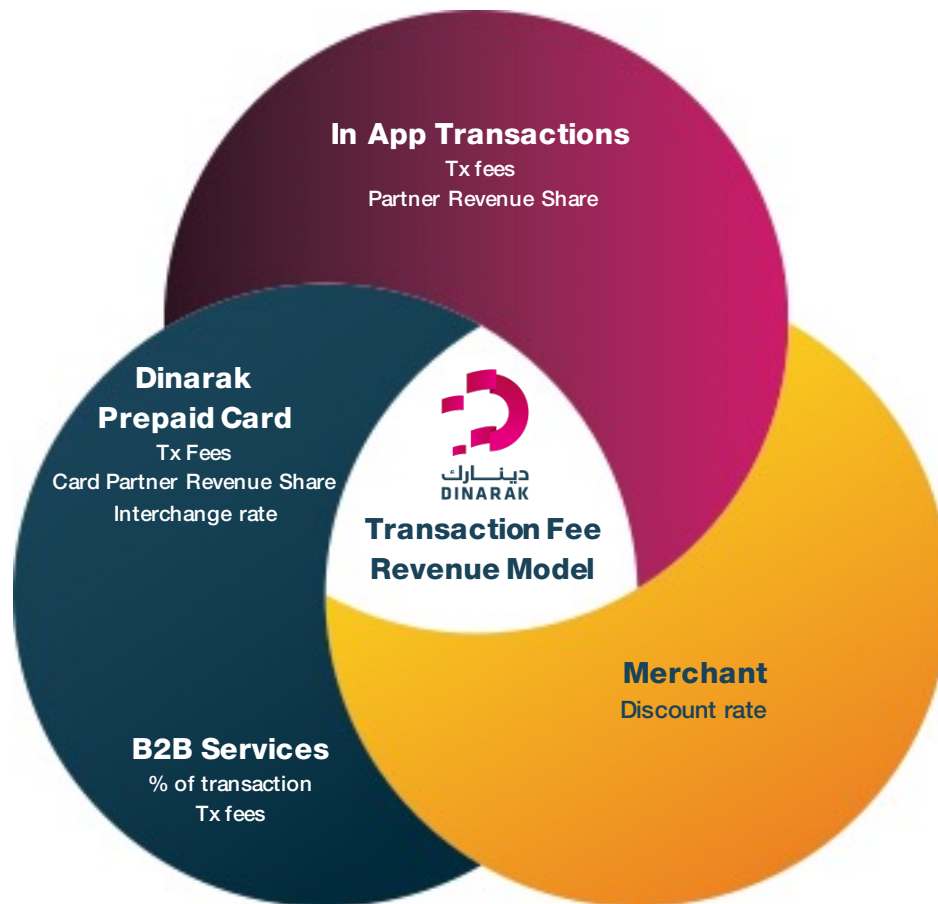 In App Transactions
Tx fees
Partner Revenue Share
Dinarak
Prepaid Card
Tx Fees
Card Partner Revenue Share
Interchange rate
دينـــارك
DINARAK
Transaction Fee
Revenue Model
Merchant
Discount rate
B2B Services
% of transaction
Tx fees